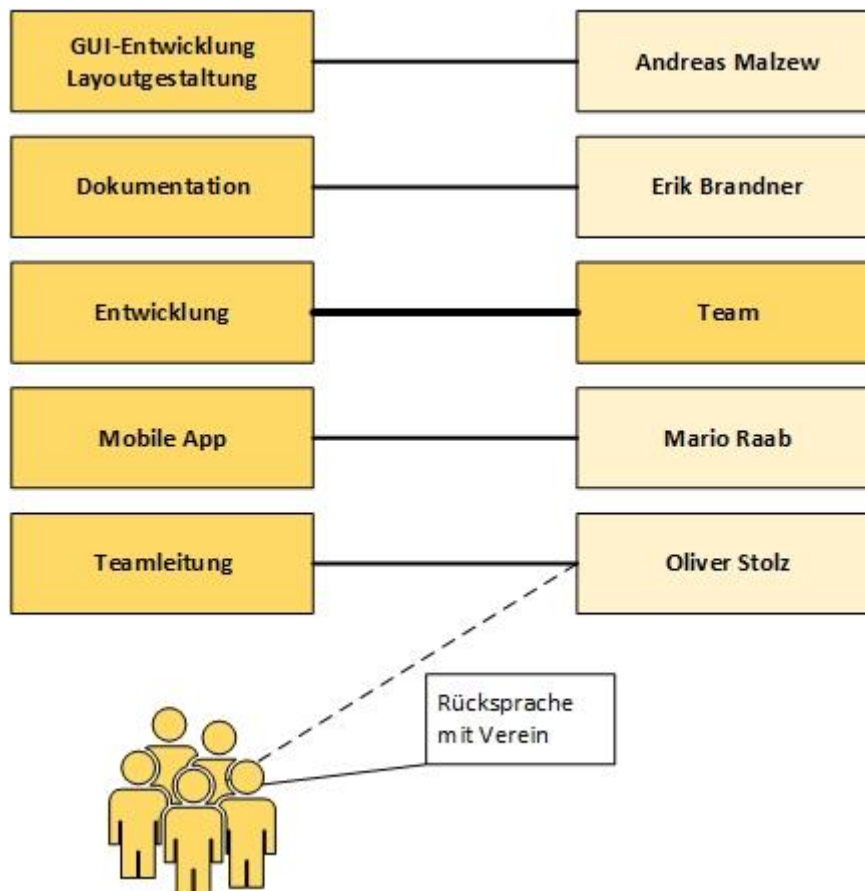 GUI-Entwicklung
Layoutgestaltung
Andreas Malzew
Dokumentation
Erik Brandner
Entwicklung
Team
Mobile App
Mario Raab
Teamleitung
Oliver Stolz
Rücksprache
mit Verein